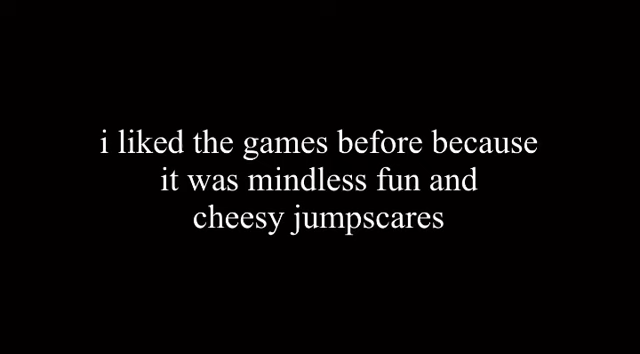 i liked the games before because
it was mindless fun and
cheesy jumpscares